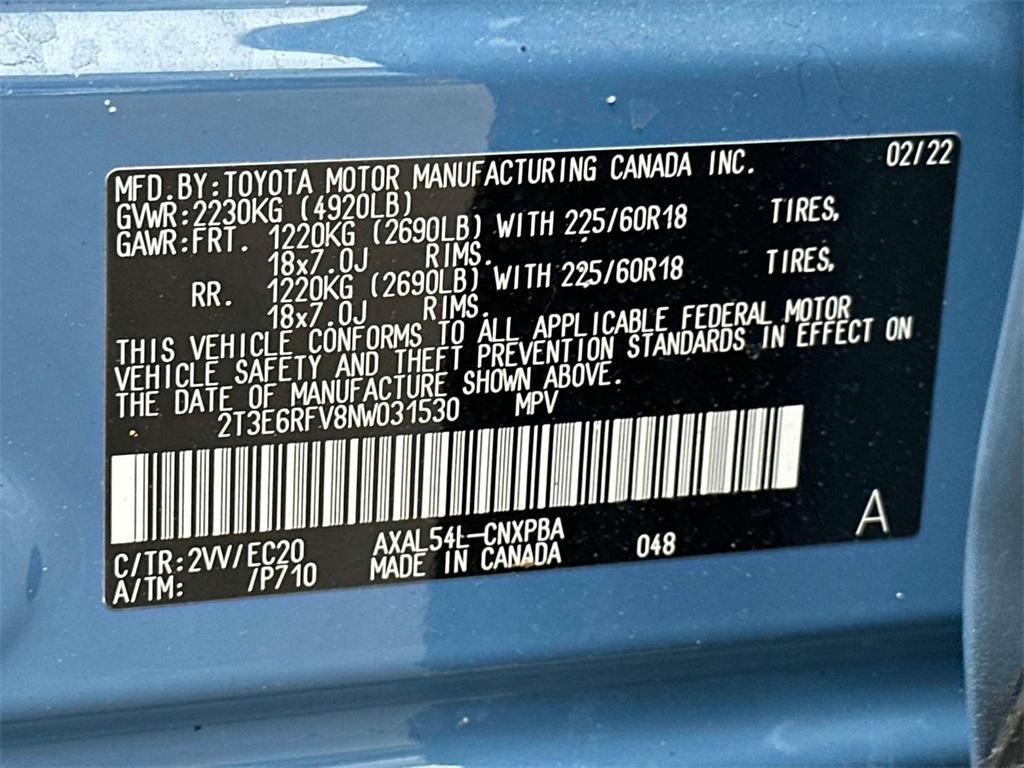 MFD.BY:TOYOTA MOTOR MANUFACTURING CANADA INC. 02/22
GVWR:2230KG (4920LB)
GAWR:FRT. 1220KG (2690LB) WITH 225/60R18 TIRES,
18x7.0J RIMS.
RR. 1220KG (2690LB) WITH 225/60R18 TIRES,
18x7.0J RIMS.
THIS VEHICLE CONFORMS TO ALL APPLICABLE FEDERAL MOTOR
VEHICLE SAFETY AND THEFT PREVENTION STANDARDS IN EFFECT ON
THE DATE OF MANUFACTURE SHOWN ABOVE.
2T3E6RFV8NW031530 MPV
A
C/TR:2VV/EC20 AXAL54L-CNXPBA 048
A/TM: /P710 MADE IN CANADA